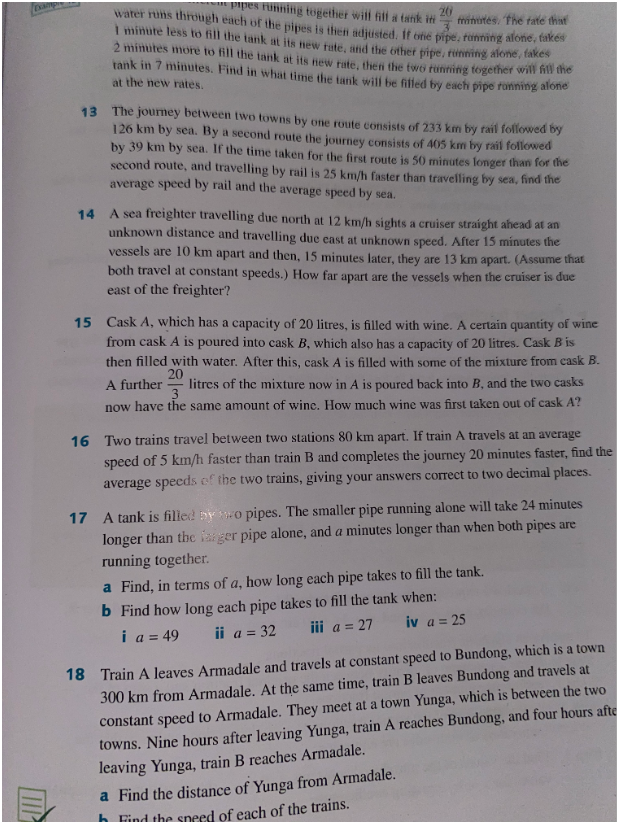 pipes running together will fill a tank in 20/3 minutes. The rate that
water runs through each of the pipes is then adjusted. If one pipe, running alone, takes
1 minute less to fill the tank at its new rate, and the other pipe, running alone, takes
2 minutes more to fill the tank at its new rate, then the two running together will fill the
tank in 7 minutes. Find in what time the tank will be filled by each pipe running alone
at the new rates.
13 The journey between two towns by one route consists of 233 km by rail followed by
126 km by sea. By a second route the journey consists of 405 km by rail followed
by 39 km by sea. If the time taken for the first route is 50 minutes longer than for the
second route, and travelling by rail is 25 km/h faster than travelling by sea, find the
average speed by rail and the average speed by sea.
14 A sea freighter travelling due north at 12 km/h sights a cruiser straight ahead at an
unknown distance and travelling due east at unknown speed. After 15 minutes the
vessels are 10 km apart and then, 15 minutes later, they are 13 km apart. (Assume that
both travel at constant speeds.) How far apart are the vessels when the cruiser is due
east of the freighter?
15 Cask A, which has a capacity of 20 litres, is filled with wine. A certain quantity of wine
from cask A is poured into cask B, which also has a capacity of 20 litres. Cask B is
then filled with water. After this, cask A is filled with some of the mixture from cask B.
A further 20/3 litres of the mixture now in A is poured back into B, and the two casks
now have the same amount of wine. How much wine was first taken out of cask A?
16 Two trains travel between two stations 80 km apart. If train A travels at an average
speed of 5 km/h faster than train B and completes the journey 20 minutes faster, find the
average speeds of the two trains, giving your answers correct to two decimal places.
17 A tank is filled by two pipes. The smaller pipe running alone will take 24 minutes
longer than the larger pipe alone, and a minutes longer than when both pipes are
running together.
a Find, in terms of a, how long each pipe takes to fill the tank.
b Find how long each pipe takes to fill the tank when:
i a = 49 ii a = 32 iii a = 27 iv a = 25
18 Train A leaves Armadale and travels at constant speed to Bundong, which is a town
300 km from Armadale. At the same time, train B leaves Bundong and travels at
constant speed to Armadale. They meet at a town Yunga, which is between the two
towns. Nine hours after leaving Yunga, train A reaches Bundong, and four hours afte
leaving Yunga, train B reaches Armadale.
a Find the distance of Yunga from Armadale.
b Find the speed of each of the trains.